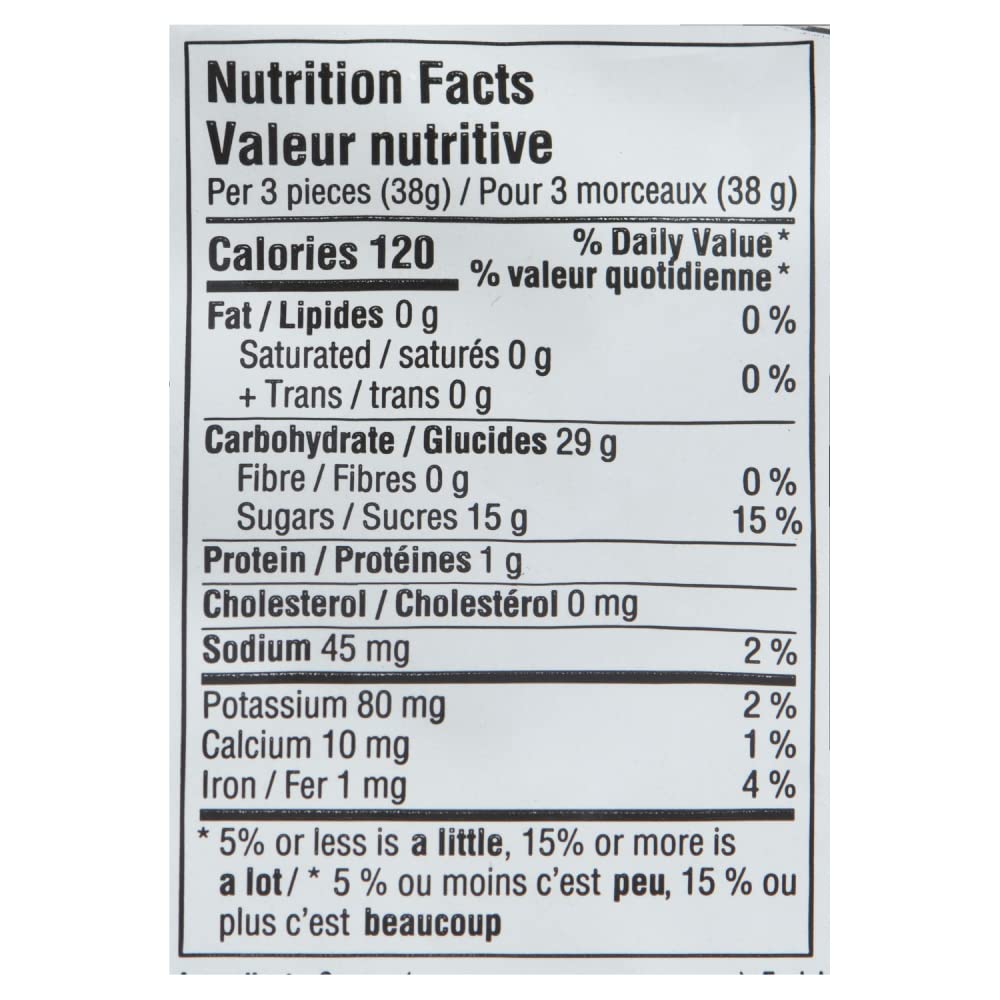 Nutrition Facts
Valeur nutritive
Per 3 pieces (38g) / Pour 3 morceaux (38 g)
Calories 120
% Daily Value*
% valeur quotidienne*
Fat / Lipides 0 g 0 %
Saturated / saturés 0 g
+ Trans / trans 0 g 0 %
Carbohydrate / Glucides 29 g
Fibre / Fibres 0 g 0 %
Sugars / Sucres 15 g 15 %
Protein / Protéines 1 g
Cholesterol / Cholestérol 0 mg
Sodium 45 mg 2 %
Potassium 80 mg 2 %
Calcium 10 mg 1 %
Iron / Fer 1 mg 4 %
* 5% or less is a little, 15% or more is
a lot/ * 5 % ou moins c'est peu, 15 % ou
plus c'est beaucoup